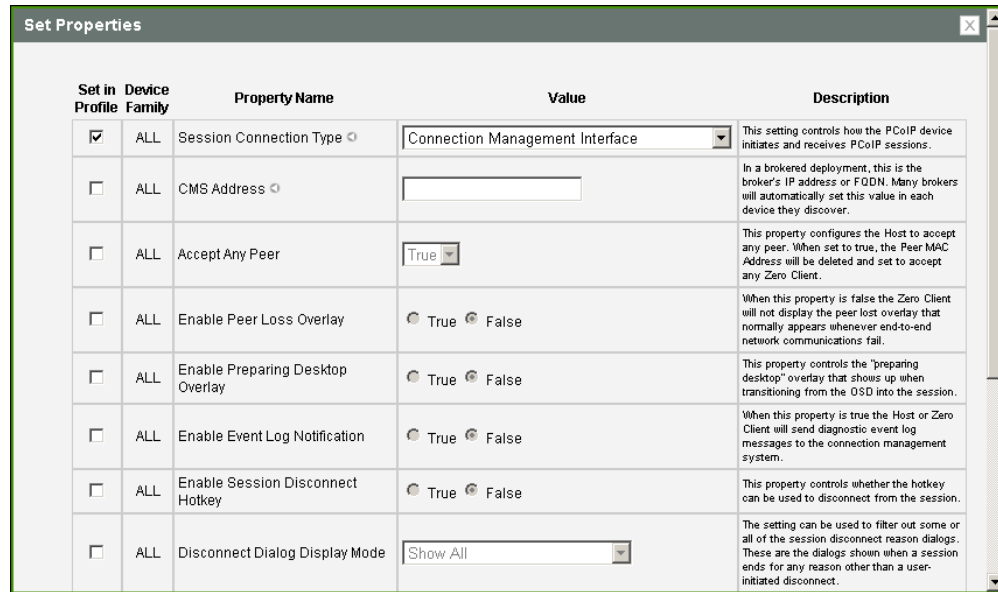 Set Properties
X
Set in Profile
Device Family
Property Name
Value
Description
ALL
Session Connection Type
Connection Management Interface
This setting controls how the PCoIP device
initiates and receives PCoIP sessions.
ALL
CMS Address
In a brokered deployment, this is the
broker's IP address or FQDN. Many brokers
will automatically set this value in each
device they discover.
ALL
Accept Any Peer
True
This property configures the Host to accept
any peer. When set to true, the Peer MAC
Address will be deleted and set to accept
any Zero Client.
ALL
Enable Peer Loss Overlay
True False
When this property is false the Zero Client
will not display the peer lost overlay that
normally appears whenever end-to-end
network communications fail.
ALL
Enable Preparing Desktop
Overlay
True False
This property controls the "preparing
desktop" overlay that shows up when
transitioning from the OSD into the session.
ALL
Enable Event Log Notification
True False
When this property is true the Host or Zero
Client will send diagnostic event log
messages to the connection management
system.
ALL
Enable Session Disconnect
Hotkey
True False
This property controls whether the hotkey
can be used to disconnect from the session.
ALL
Disconnect Dialog Display Mode
Show All
The setting can be used to filter out some or
all of the session disconnect reason dialogs.
These are the dialogs shown when a session
ends for any reason other than a user-
initiated disconnect.